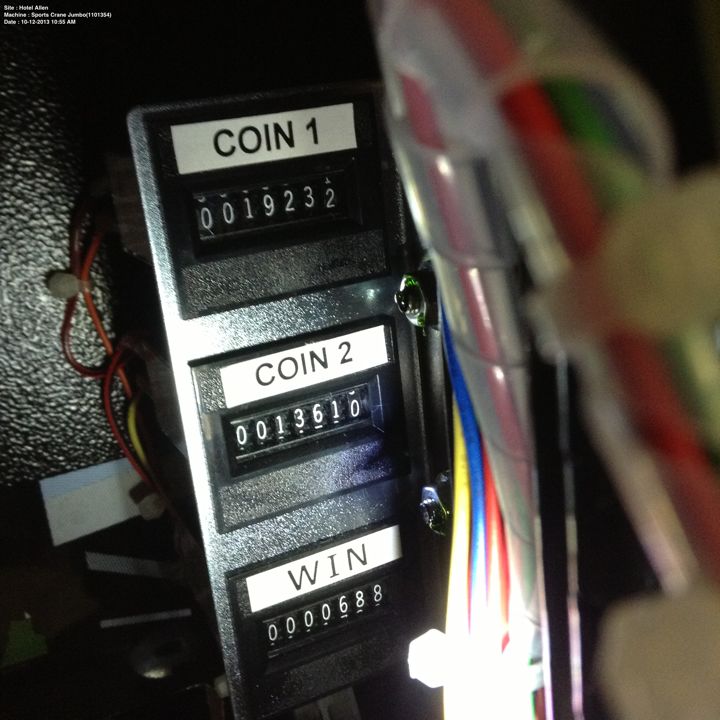 Site : Hotel Allen
Machine : Sports Crane Jumbo(1101354)
Date : 10-12-2013 10:55 AM
COIN 1
0019232
COIN 2
0013610
WIN
0000688